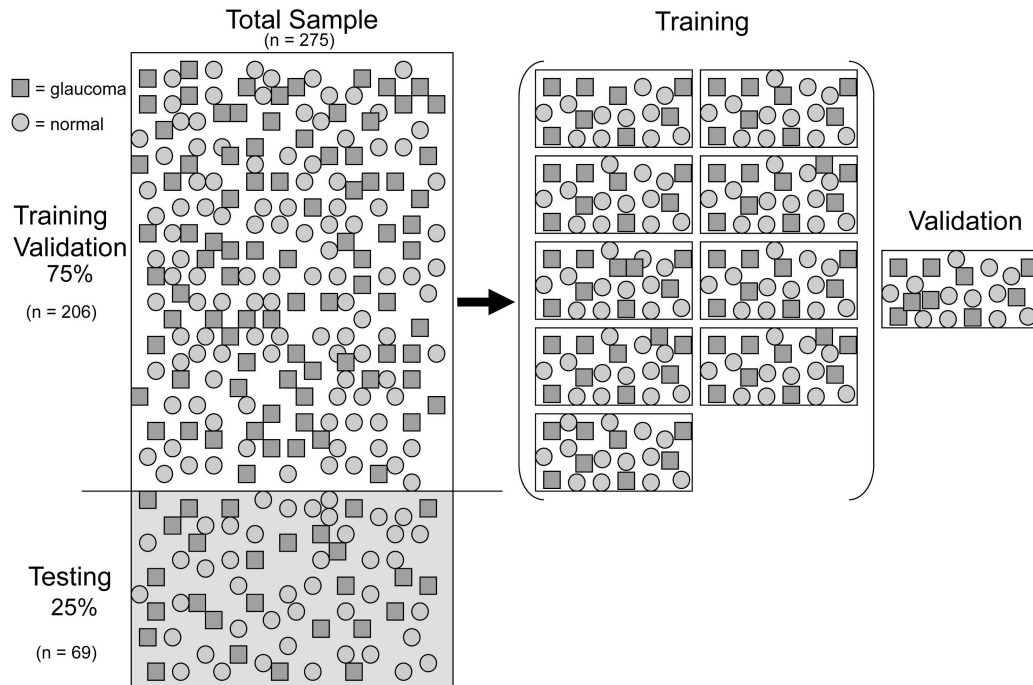 Total Sample
(n = 275)
= glaucoma
= normal
Training
Validation
75%
(n = 206)
Testing
25%
(n = 69)
Training
Validation